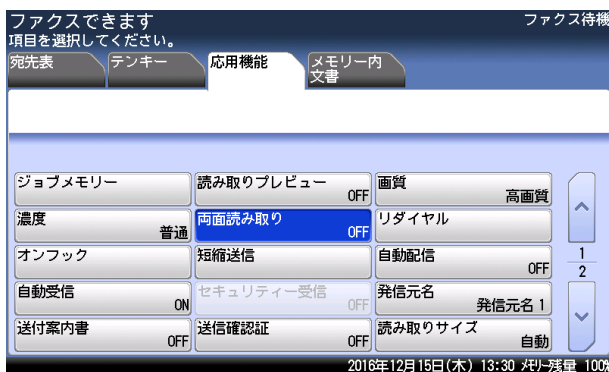 ファクスできます
ファクス待機
項目を選択してください。
宛先表
テンキー
応用機能
メモリー内
文書
ジョブメモリー
読み取りプレビュー
OFF
画質
高画質
濃度
普通
両面読み取り
OFF
リダイヤル
オンフック
短縮送信
自動配信
OFF
1
2
自動受信
ON
セキュリティー受信
OFF
発信元名
発信元名 1
送付案内書
OFF
送信確認証
OFF
読み取りサイズ
自動
2016年12月15日(木) 13:30 メモリー残量 100%